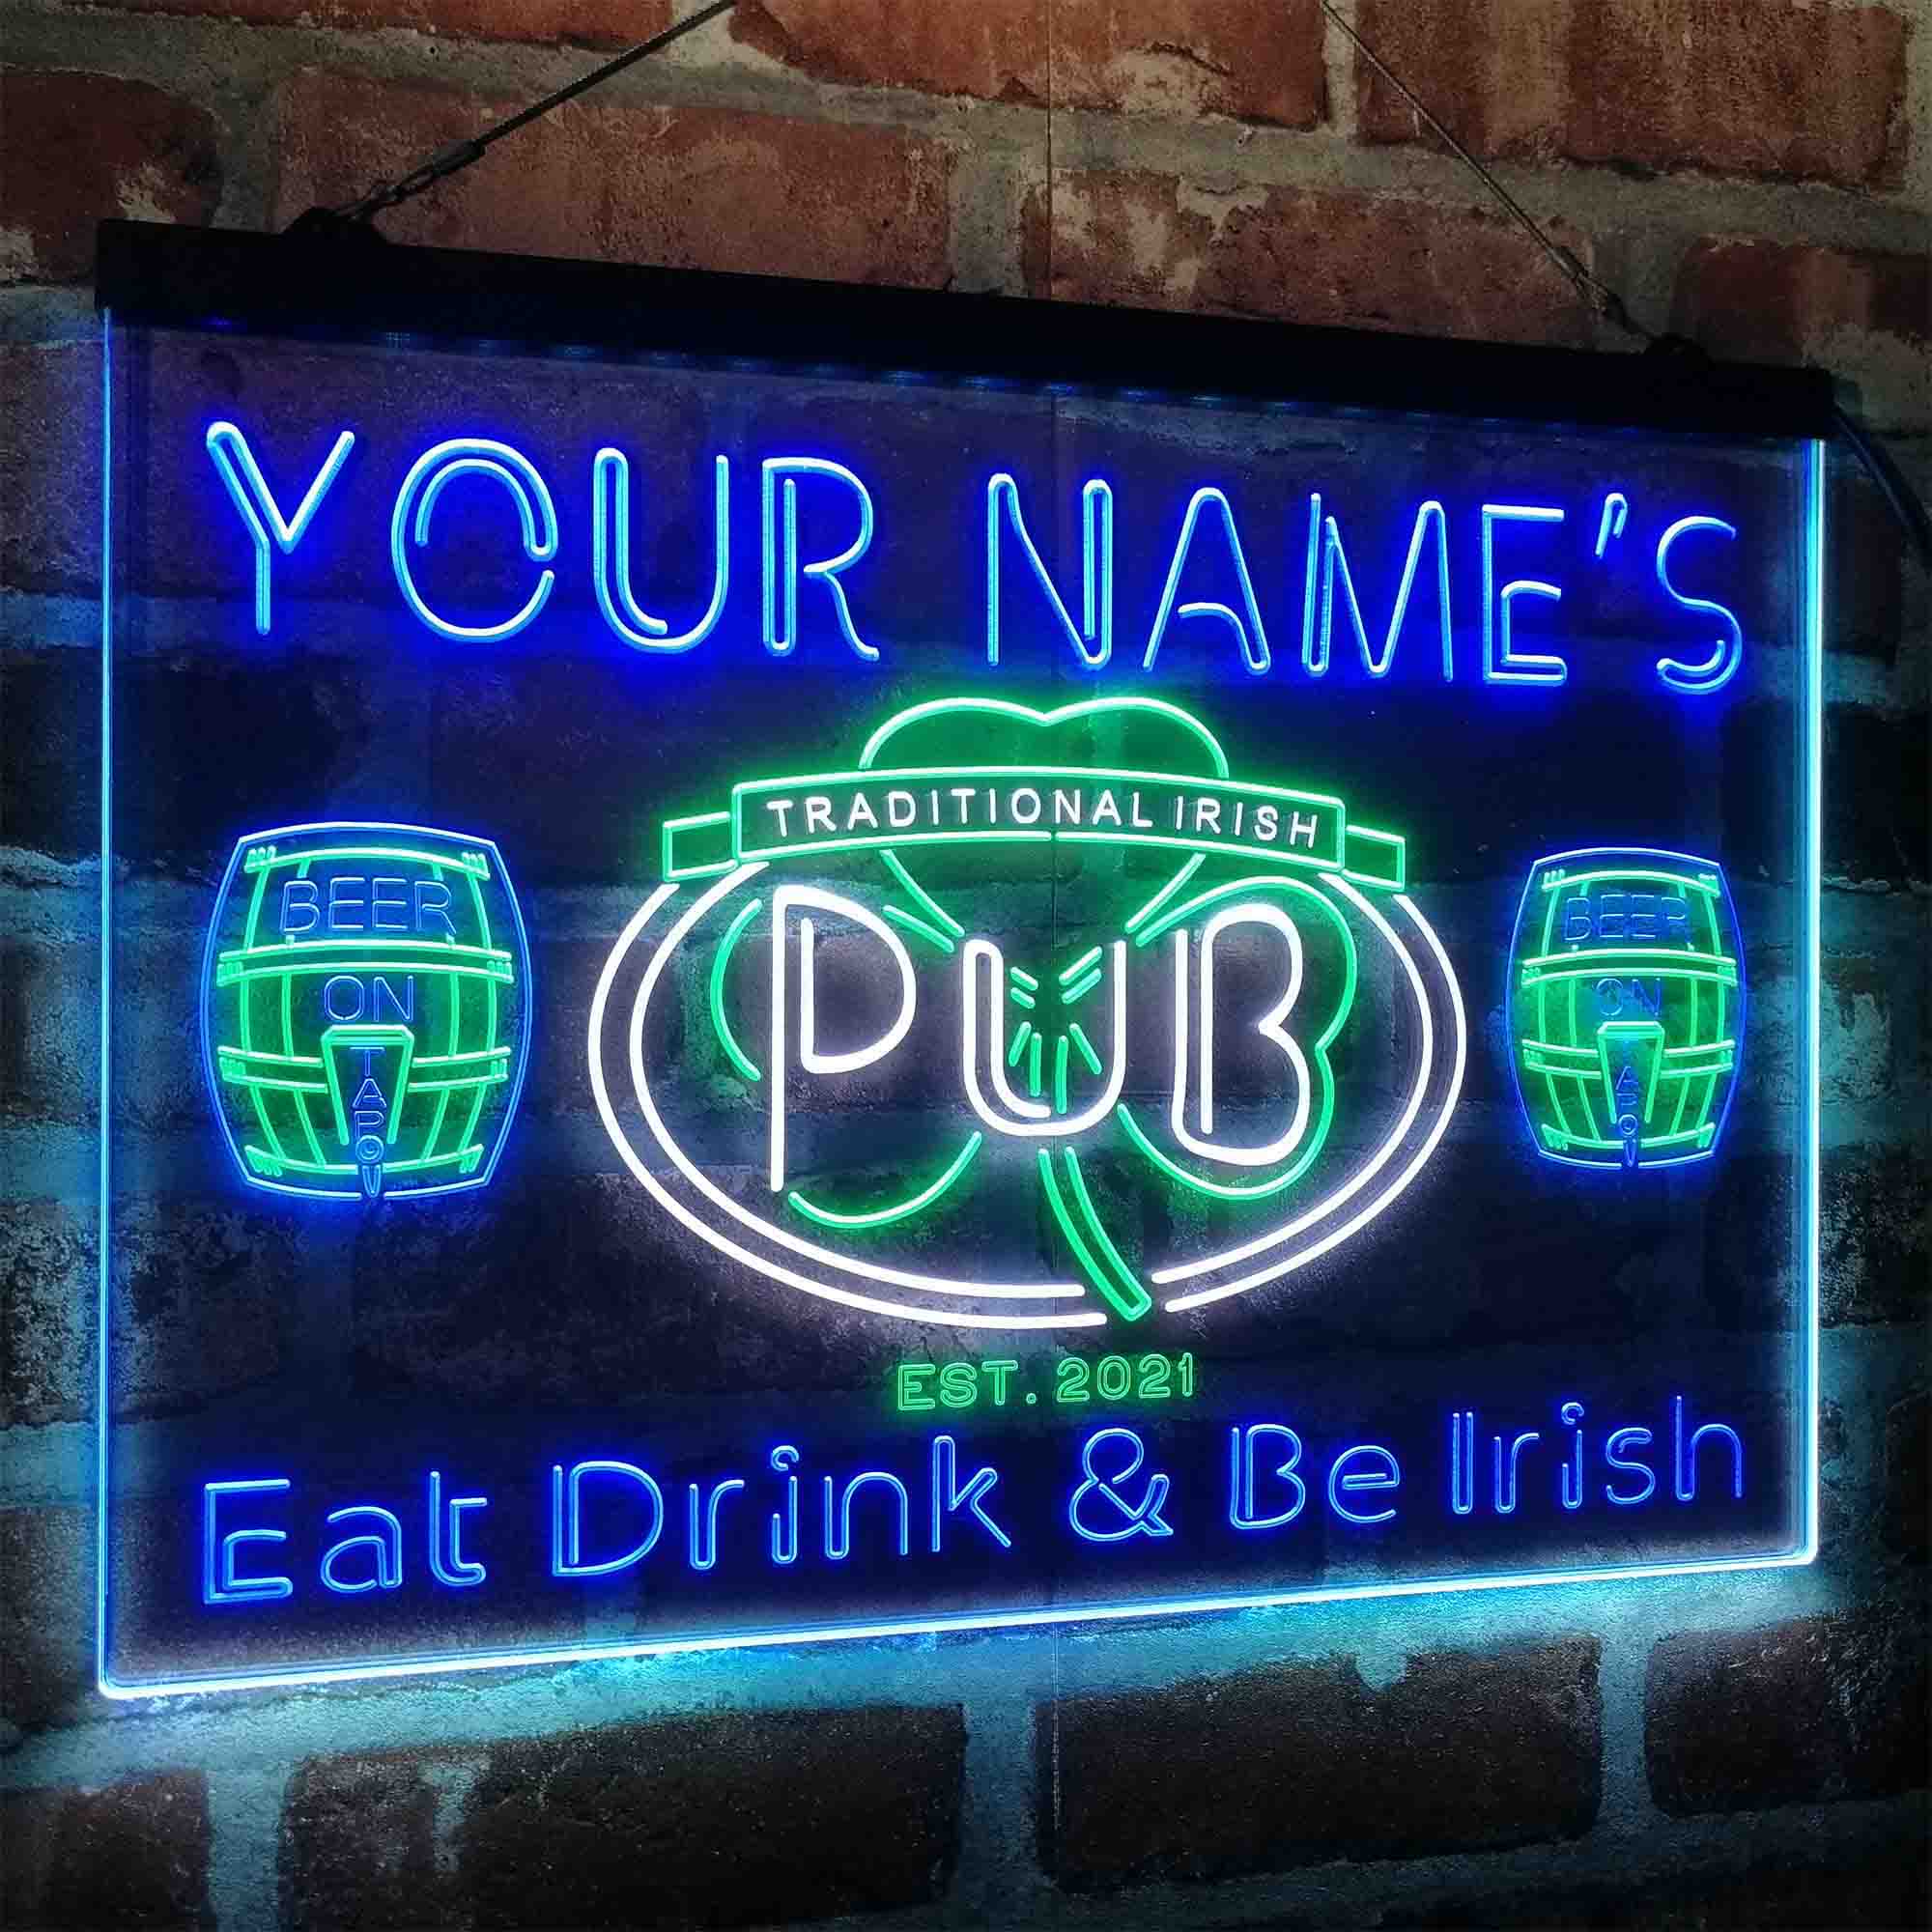 YOUR NAME'S
TRADITIONAL IRISH
PUB
BEER
ON
TAP
BEER
ON
TAP
EST. 2021
Eat Drink & Be Irish